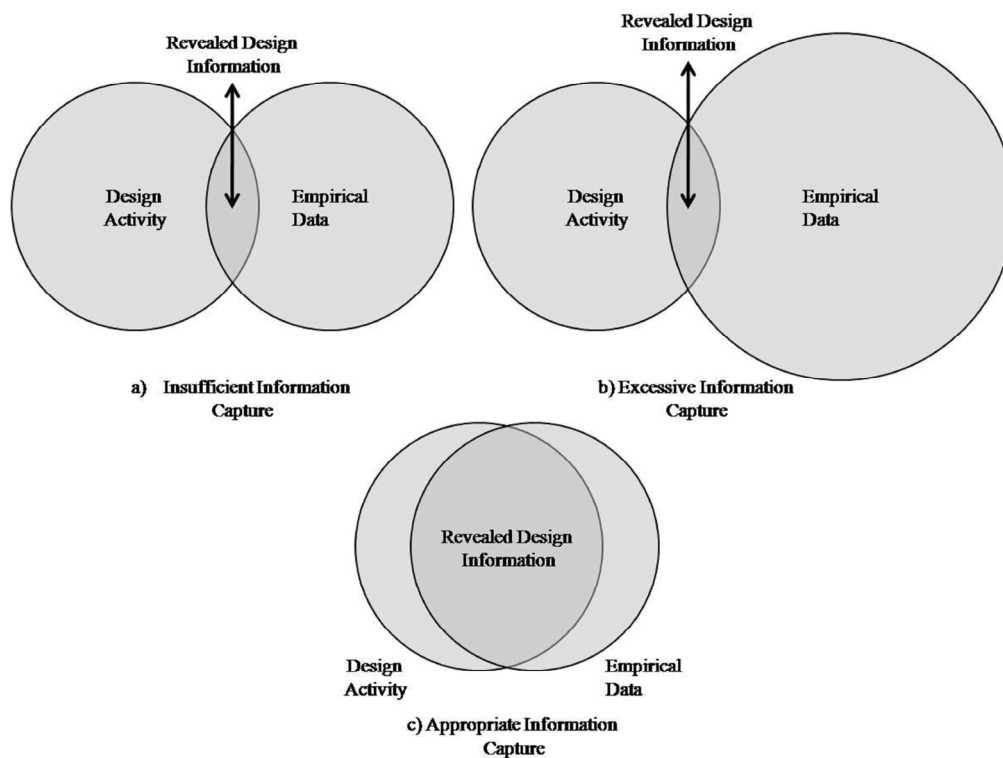 Revealed Design
Information
Design
Activity
Empirical
Data
a) Insufficient Information
Capture
Revealed Design
Information
Design
Activity
Empirical
Data
b) Excessive Information
Capture
Revealed Design
Information
Design
Activity
Empirical
Data
c) Appropriate Information
Capture